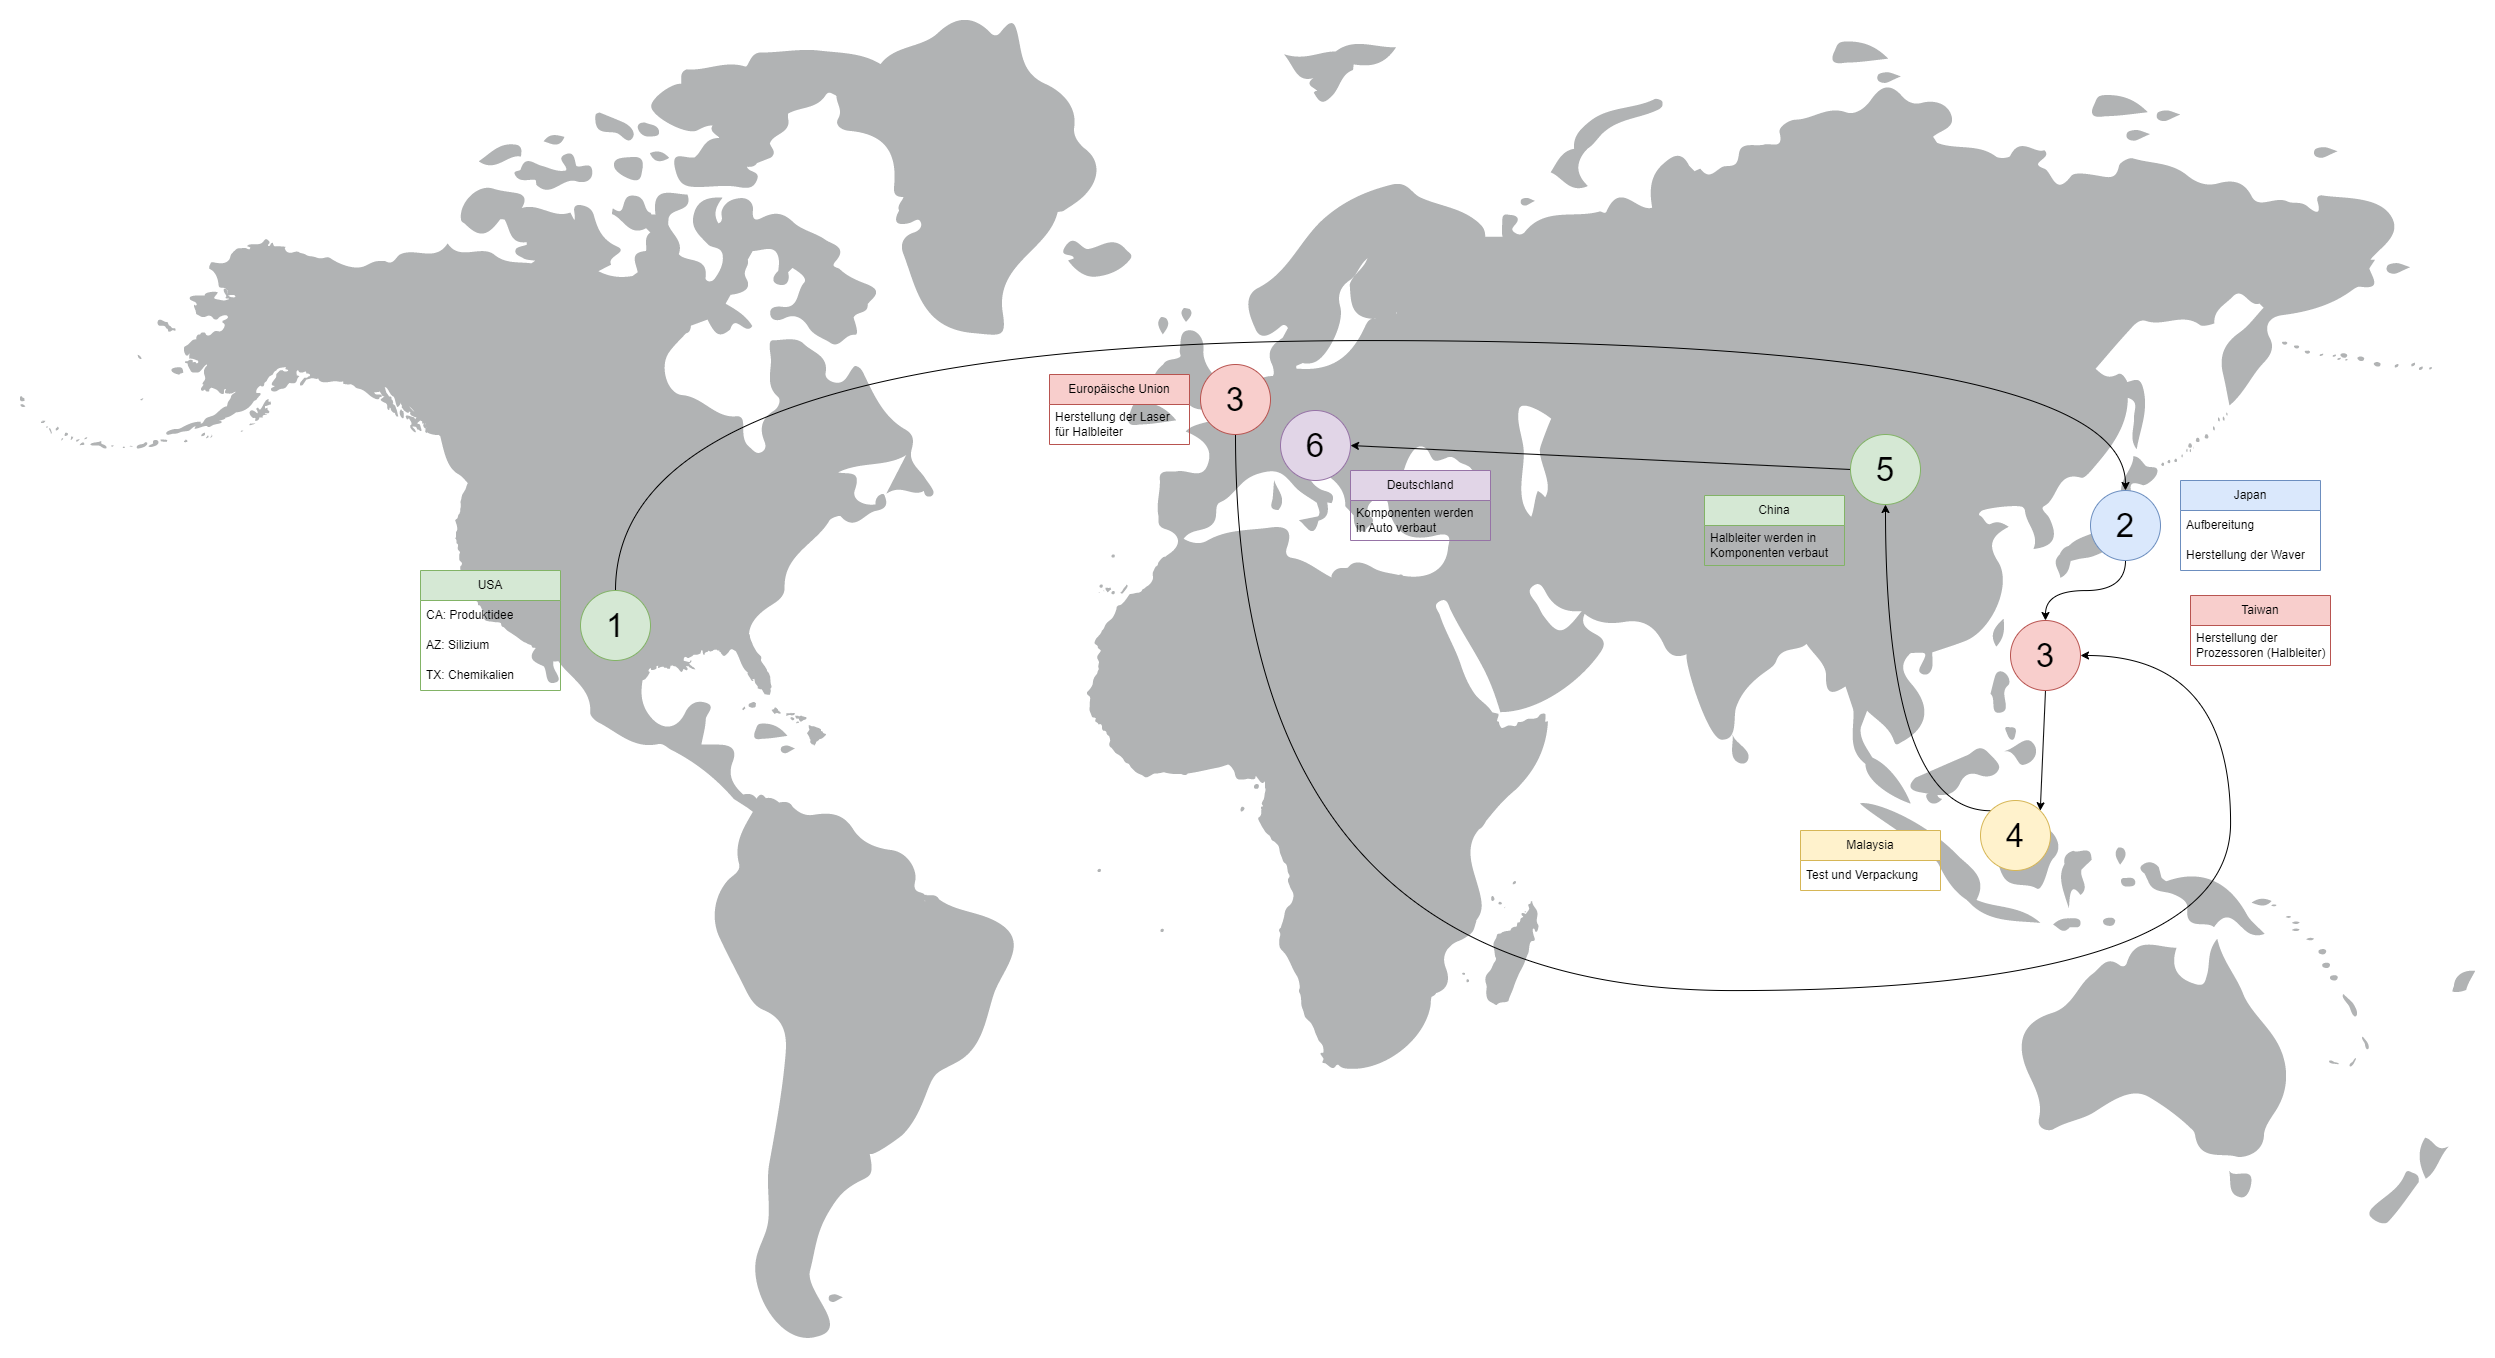 Europäische Union
Herstellung der Laser
für Halbleiter
3
6
Deutschland
Komponenten werden
in Auto verbaut
5
China
Halbleiter werden in
Komponenten verbaut
2
Japan
Aufbereitung
Herstellung der Waver
USA
CA: Produktidee
AZ: Silizium
TX: Chemikalien
1
3
Taiwan
Herstellung der
Prozessoren (Halbleiter)
4
Malaysia
Test und Verpackung